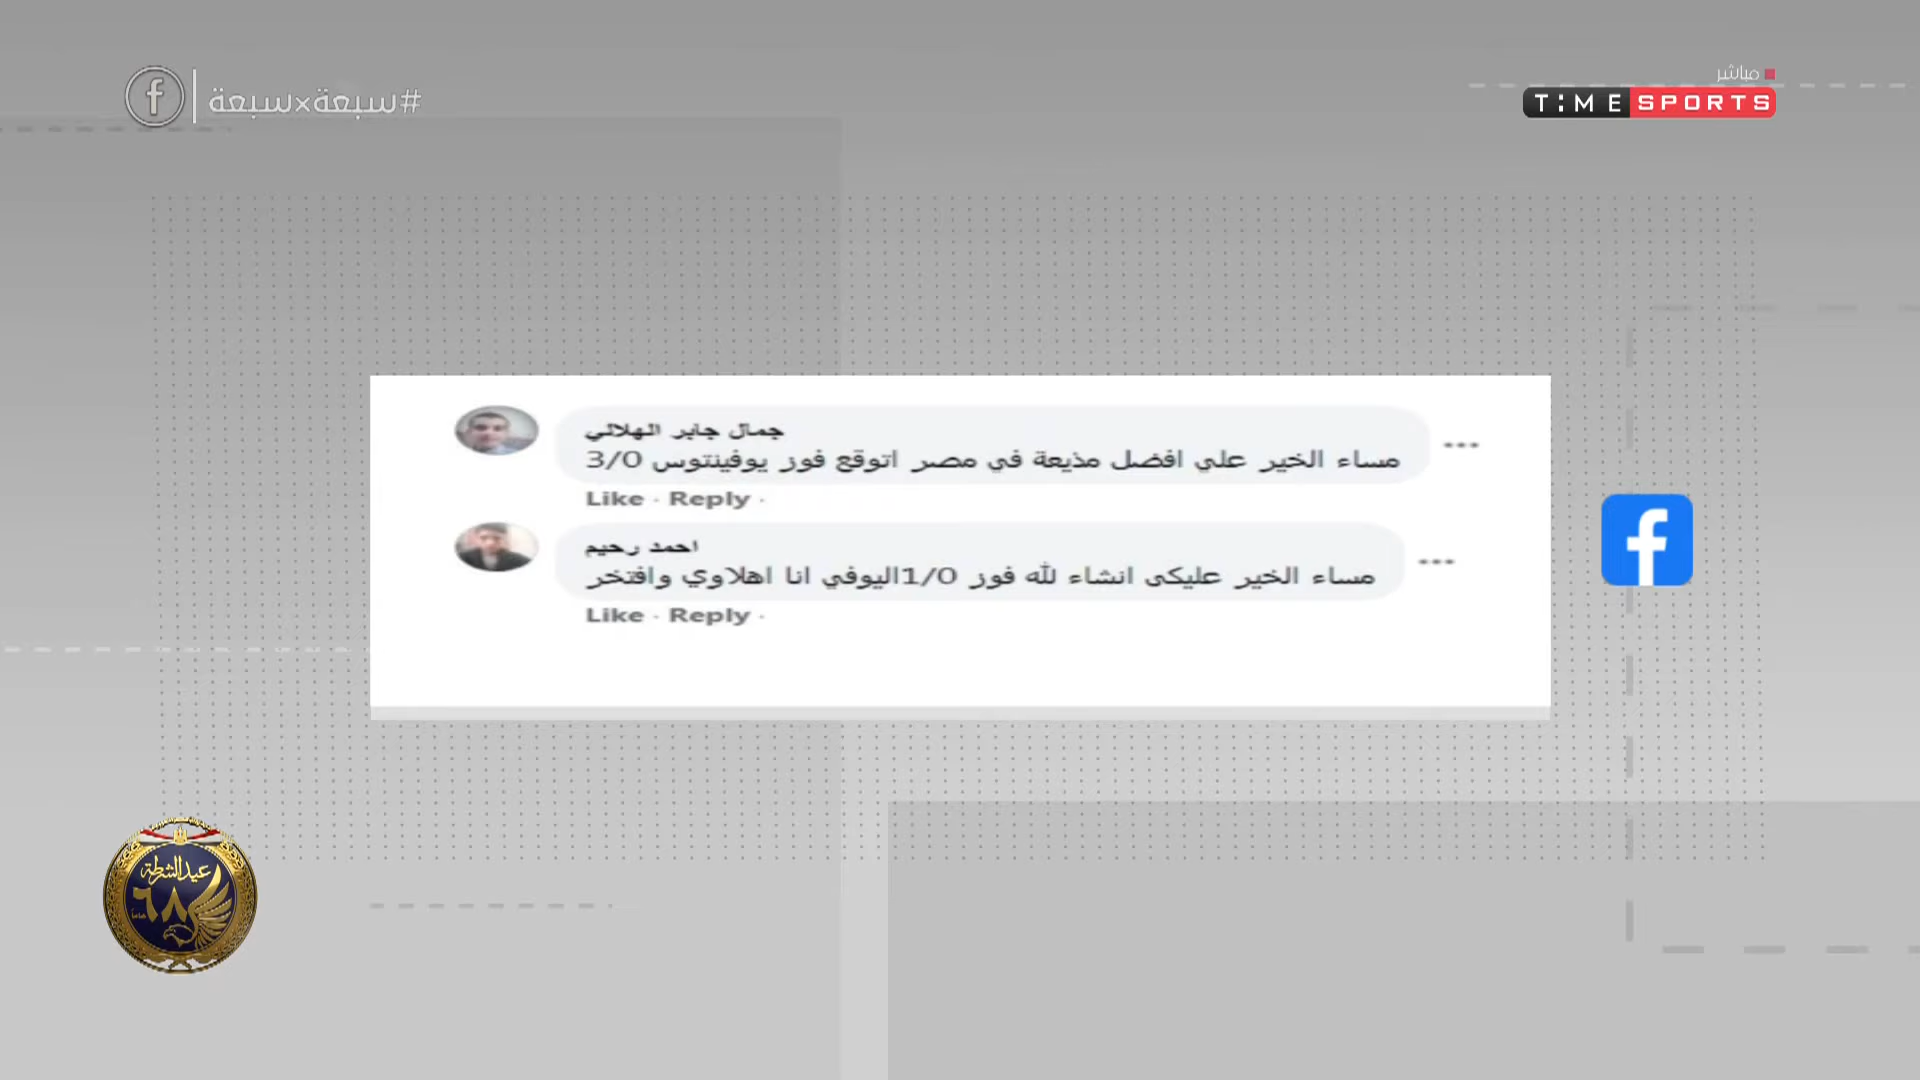 #سبعة×سبعة
مباشر
TIME SPORTS
جمال جابر الهلالي
مساء الخير علي افضل مذيعة في مصر اتوقع فوز يوفينتوس 3/0
Like · Reply ·
احمد رحيم
مساء الخير عليكى انشاء لله فوز 1/0اليوفي انا اهلاوي وافتخر
Like · Reply ·
عيد الشرطة
٦٨
عاماً